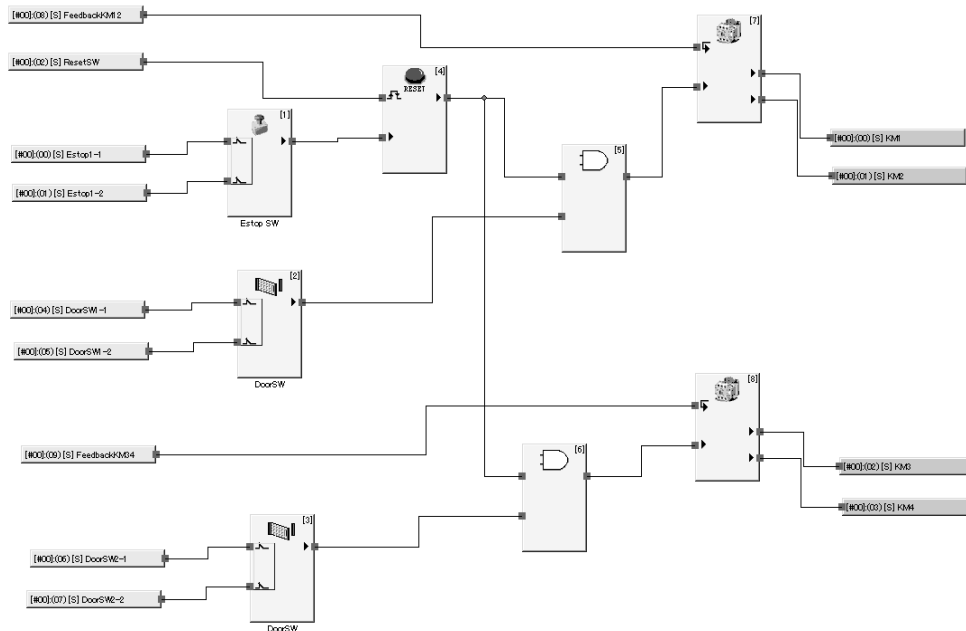 [#00]:(08) [S] FeedbackKM12
[7]
[#00]:(02) [S] ResetSW
[4]
RESET
[1]
[#00]:(00) [S] KM1
[#00]:(00) [S] Estop1-1
[5]
[#00]:(01) [S] KM2
[#00]:(01) [S] Estop1-2
Estop SW
[2]
[#00]:(04) [S] DoorSW1-1
[#00]:(05) [S] DoorSW1-2
DoorSW
[8]
[#00]:(09) [S] FeedbackKM34
[6]
[#00]:(02) [S] KM3
[#00]:(03) [S] KM4
[3]
[#00]:(06) [S] DoorSW2-1
[#00]:(07) [S] DoorSW2-2
DoorSW